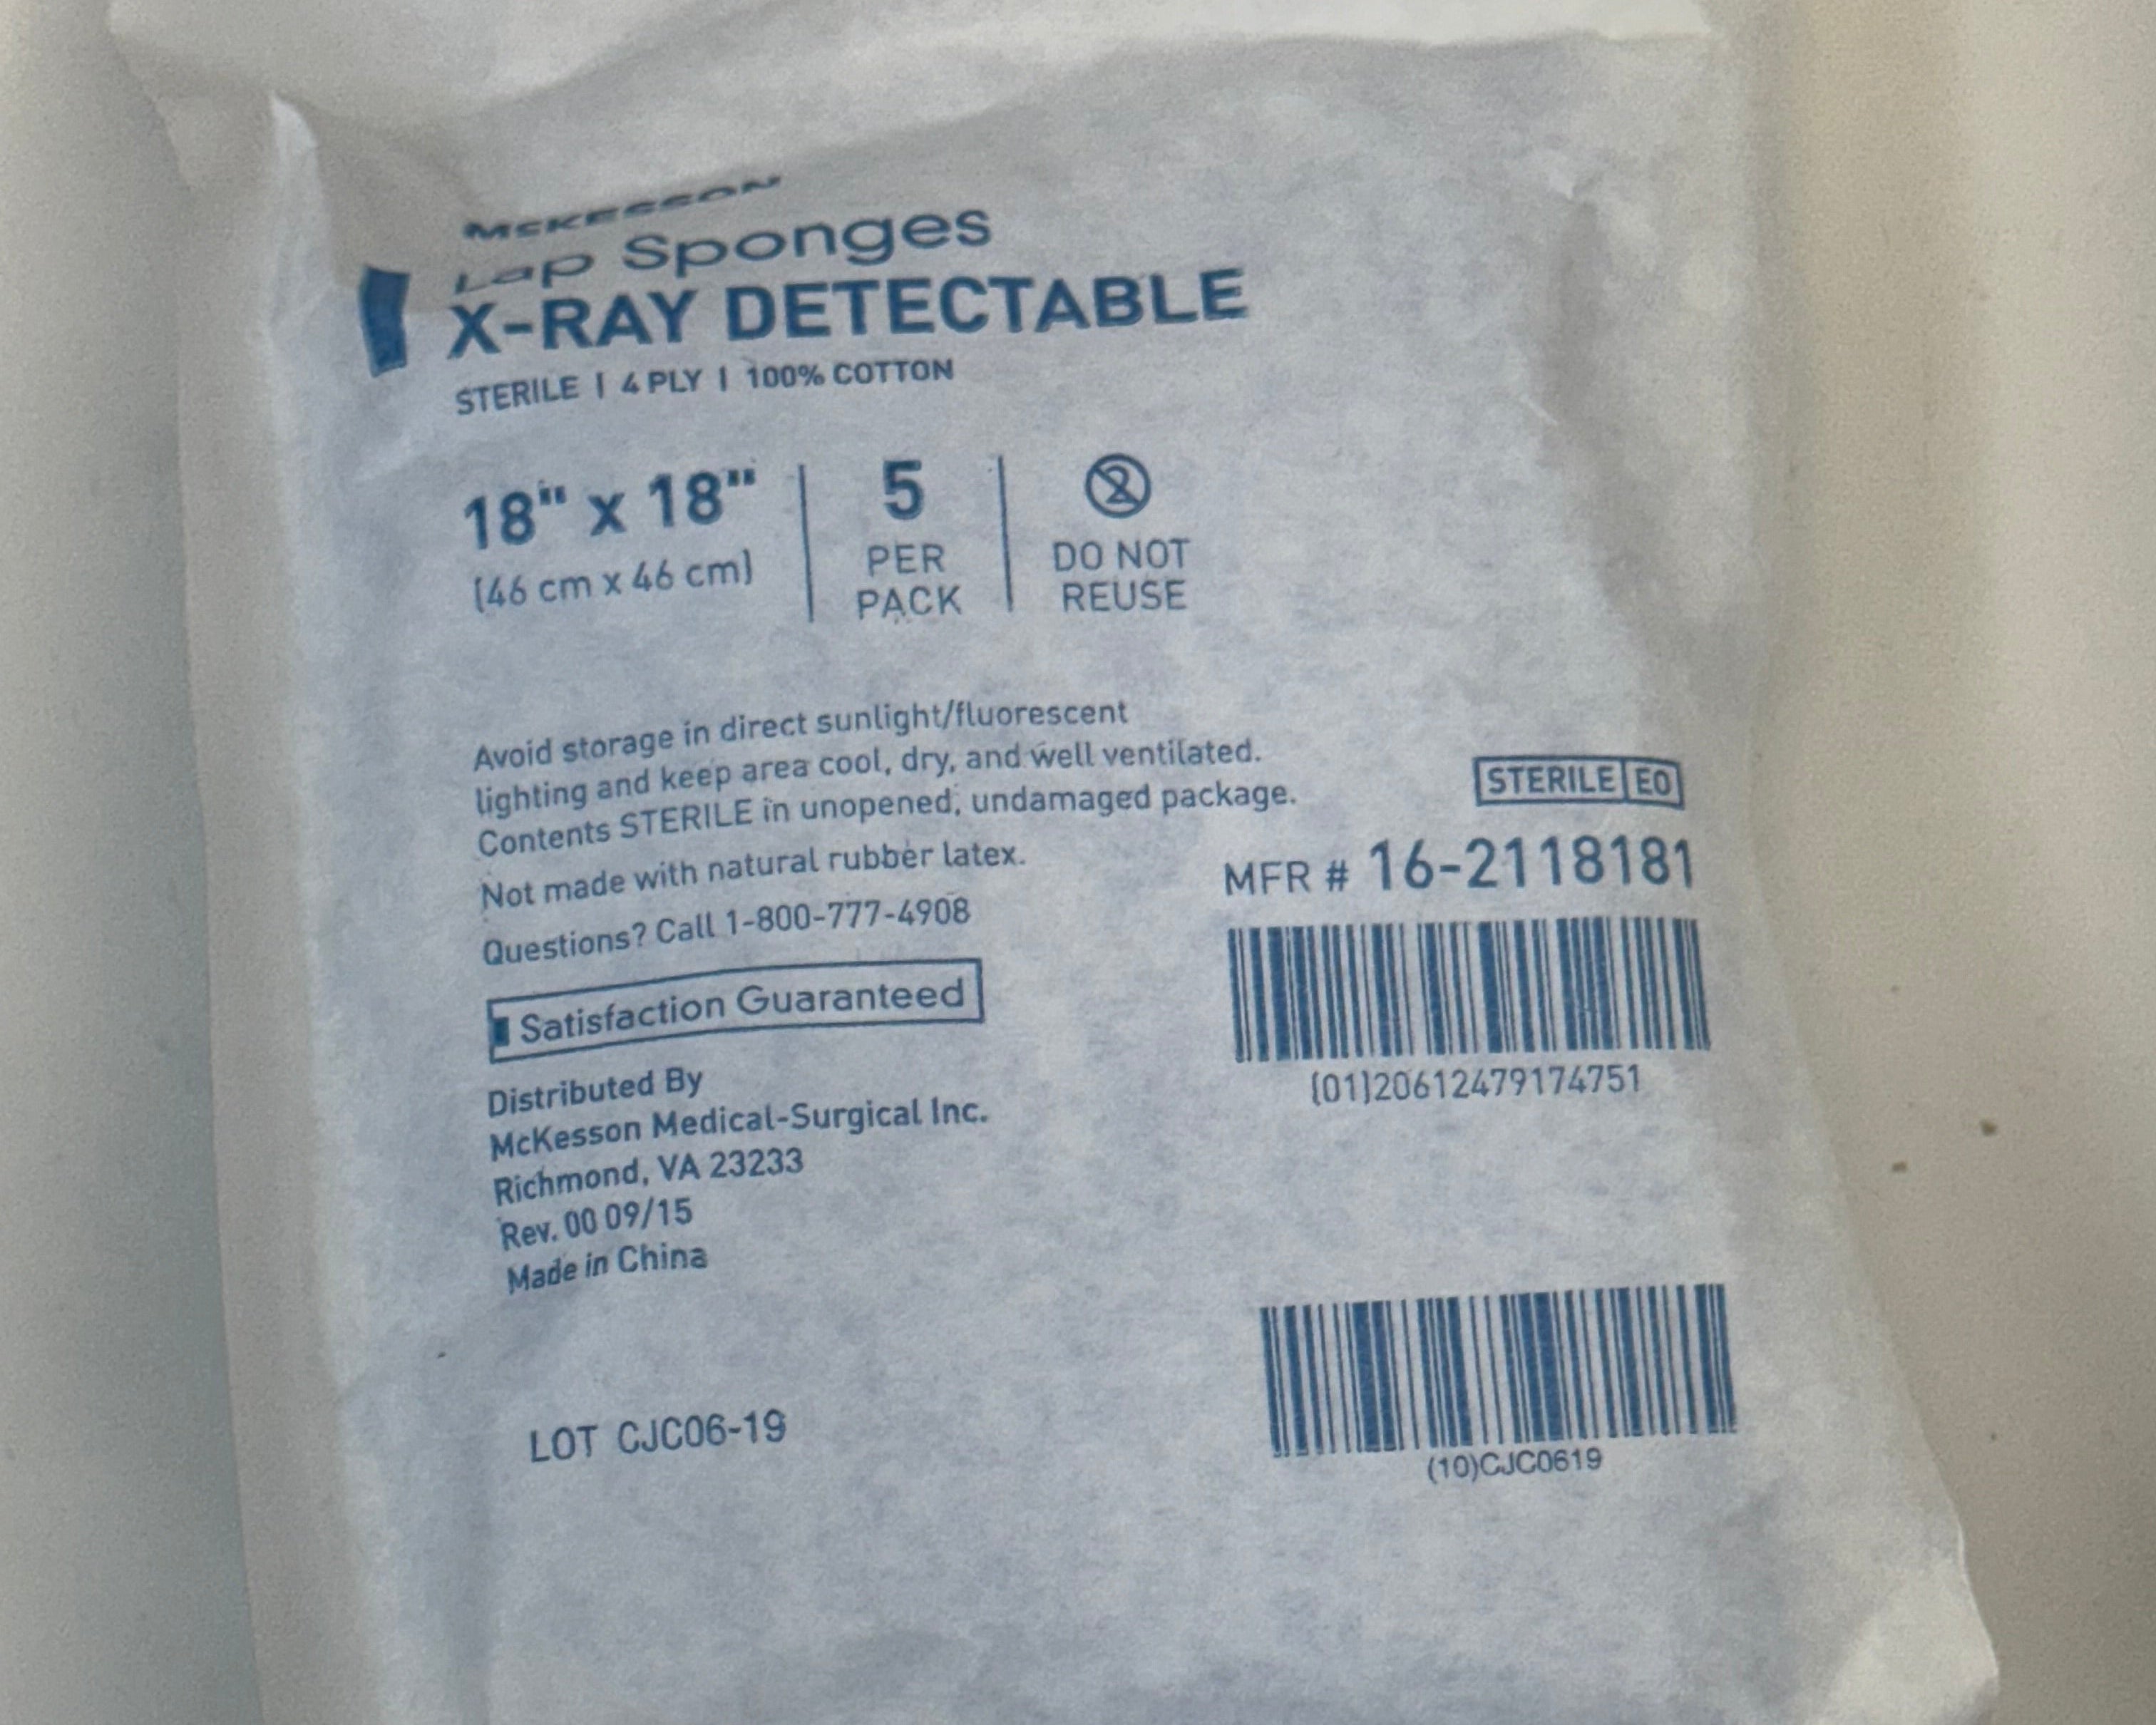 McKESSON
Lap Sponges
X-RAY DETECTABLE
STERILE | 4 PLY | 100% COTTON
18" x 18"
(46 cm x 46 cm)
5
PER
PACK
2
DO NOT
REUSE
Avoid storage in direct sunlight/fluorescent
lighting and keep area cool, dry, and well ventilated.
Contents STERILE in unopened, undamaged package.
Not made with natural rubber latex.
Questions? Call 1-800-777-4908
Satisfaction Guaranteed
Distributed By
McKesson Medical-Surgical Inc.
Richmond, VA 23233
Rev. 00 09/15
Made in China
STERILE EO
MFR # 16-2118181
(01)20612479174751
LOT CJC06-19
(10)CJC0619